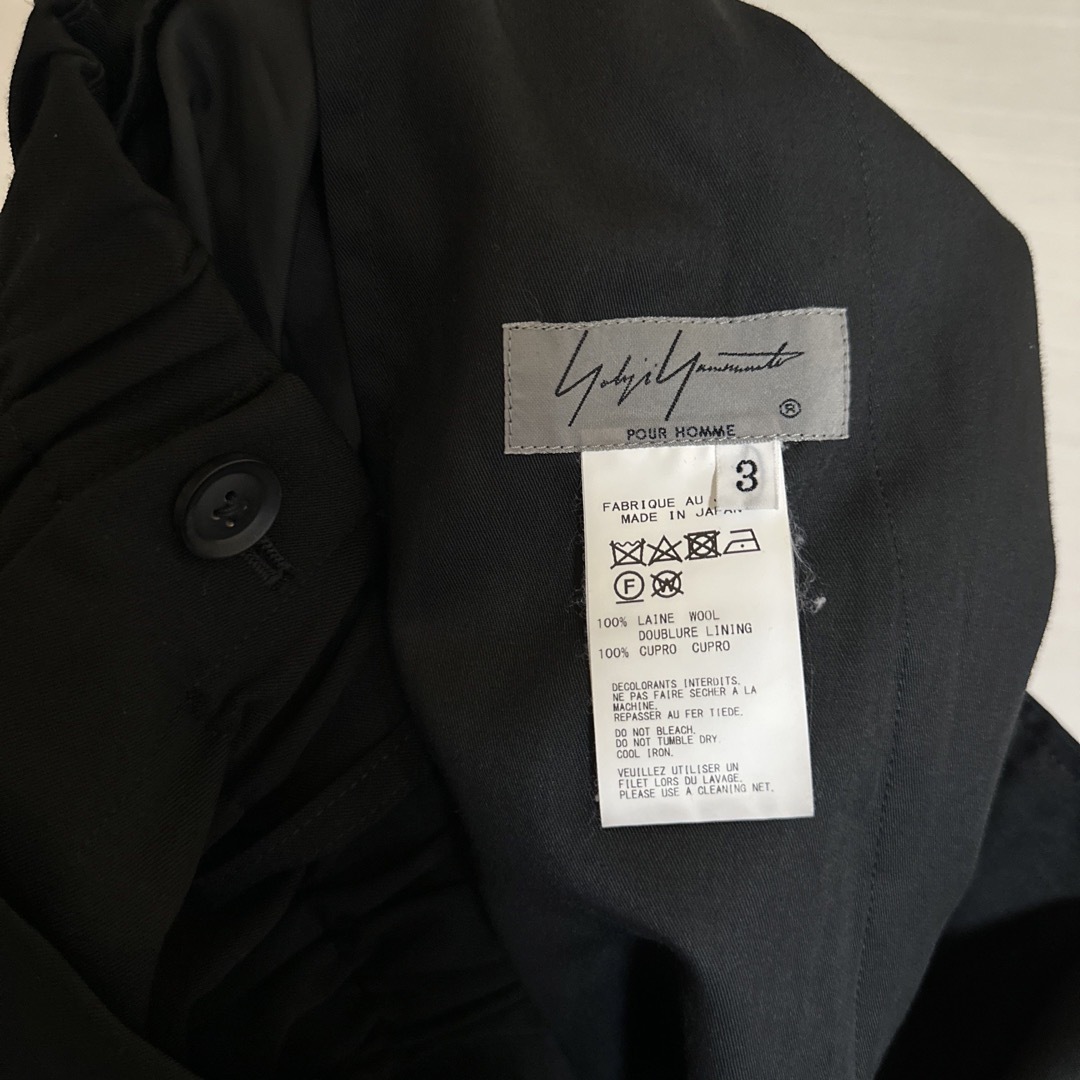 Yohji Yamamoto
®
POUR HOMME
3
FABRIQUE AU
MADE IN JAPAN
F
W
100% LAINE WOOL
DOUBLURE LINING
100% CUPRO CUPRO
DECOLORANTS INTERDITS.
NE PAS FAIRE SECHER A LA
MACHINE.
REPASSER AU FER TIEDE.
DO NOT BLEACH.
DO NOT TUMBLE DRY.
COOL IRON.
VEUILLEZ UTILISER UN
FILET LORS DU LAVAGE.
PLEASE USE A CLEANING NET.